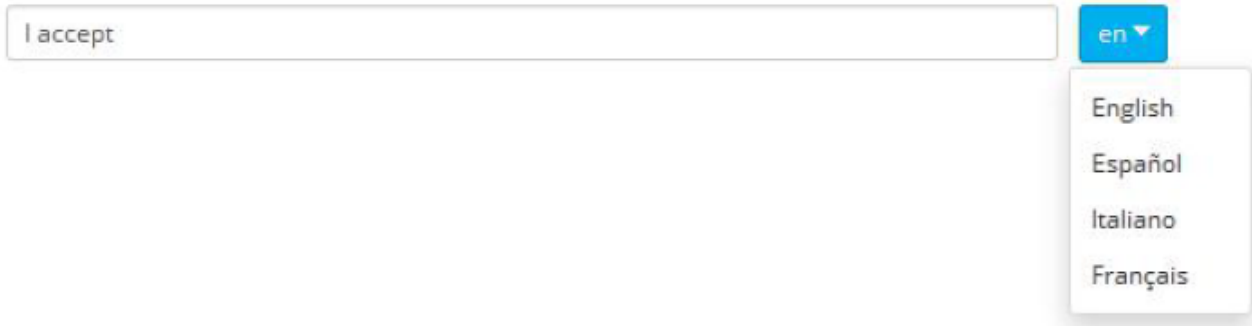 I accept
en
English
Español
Italiano
Français